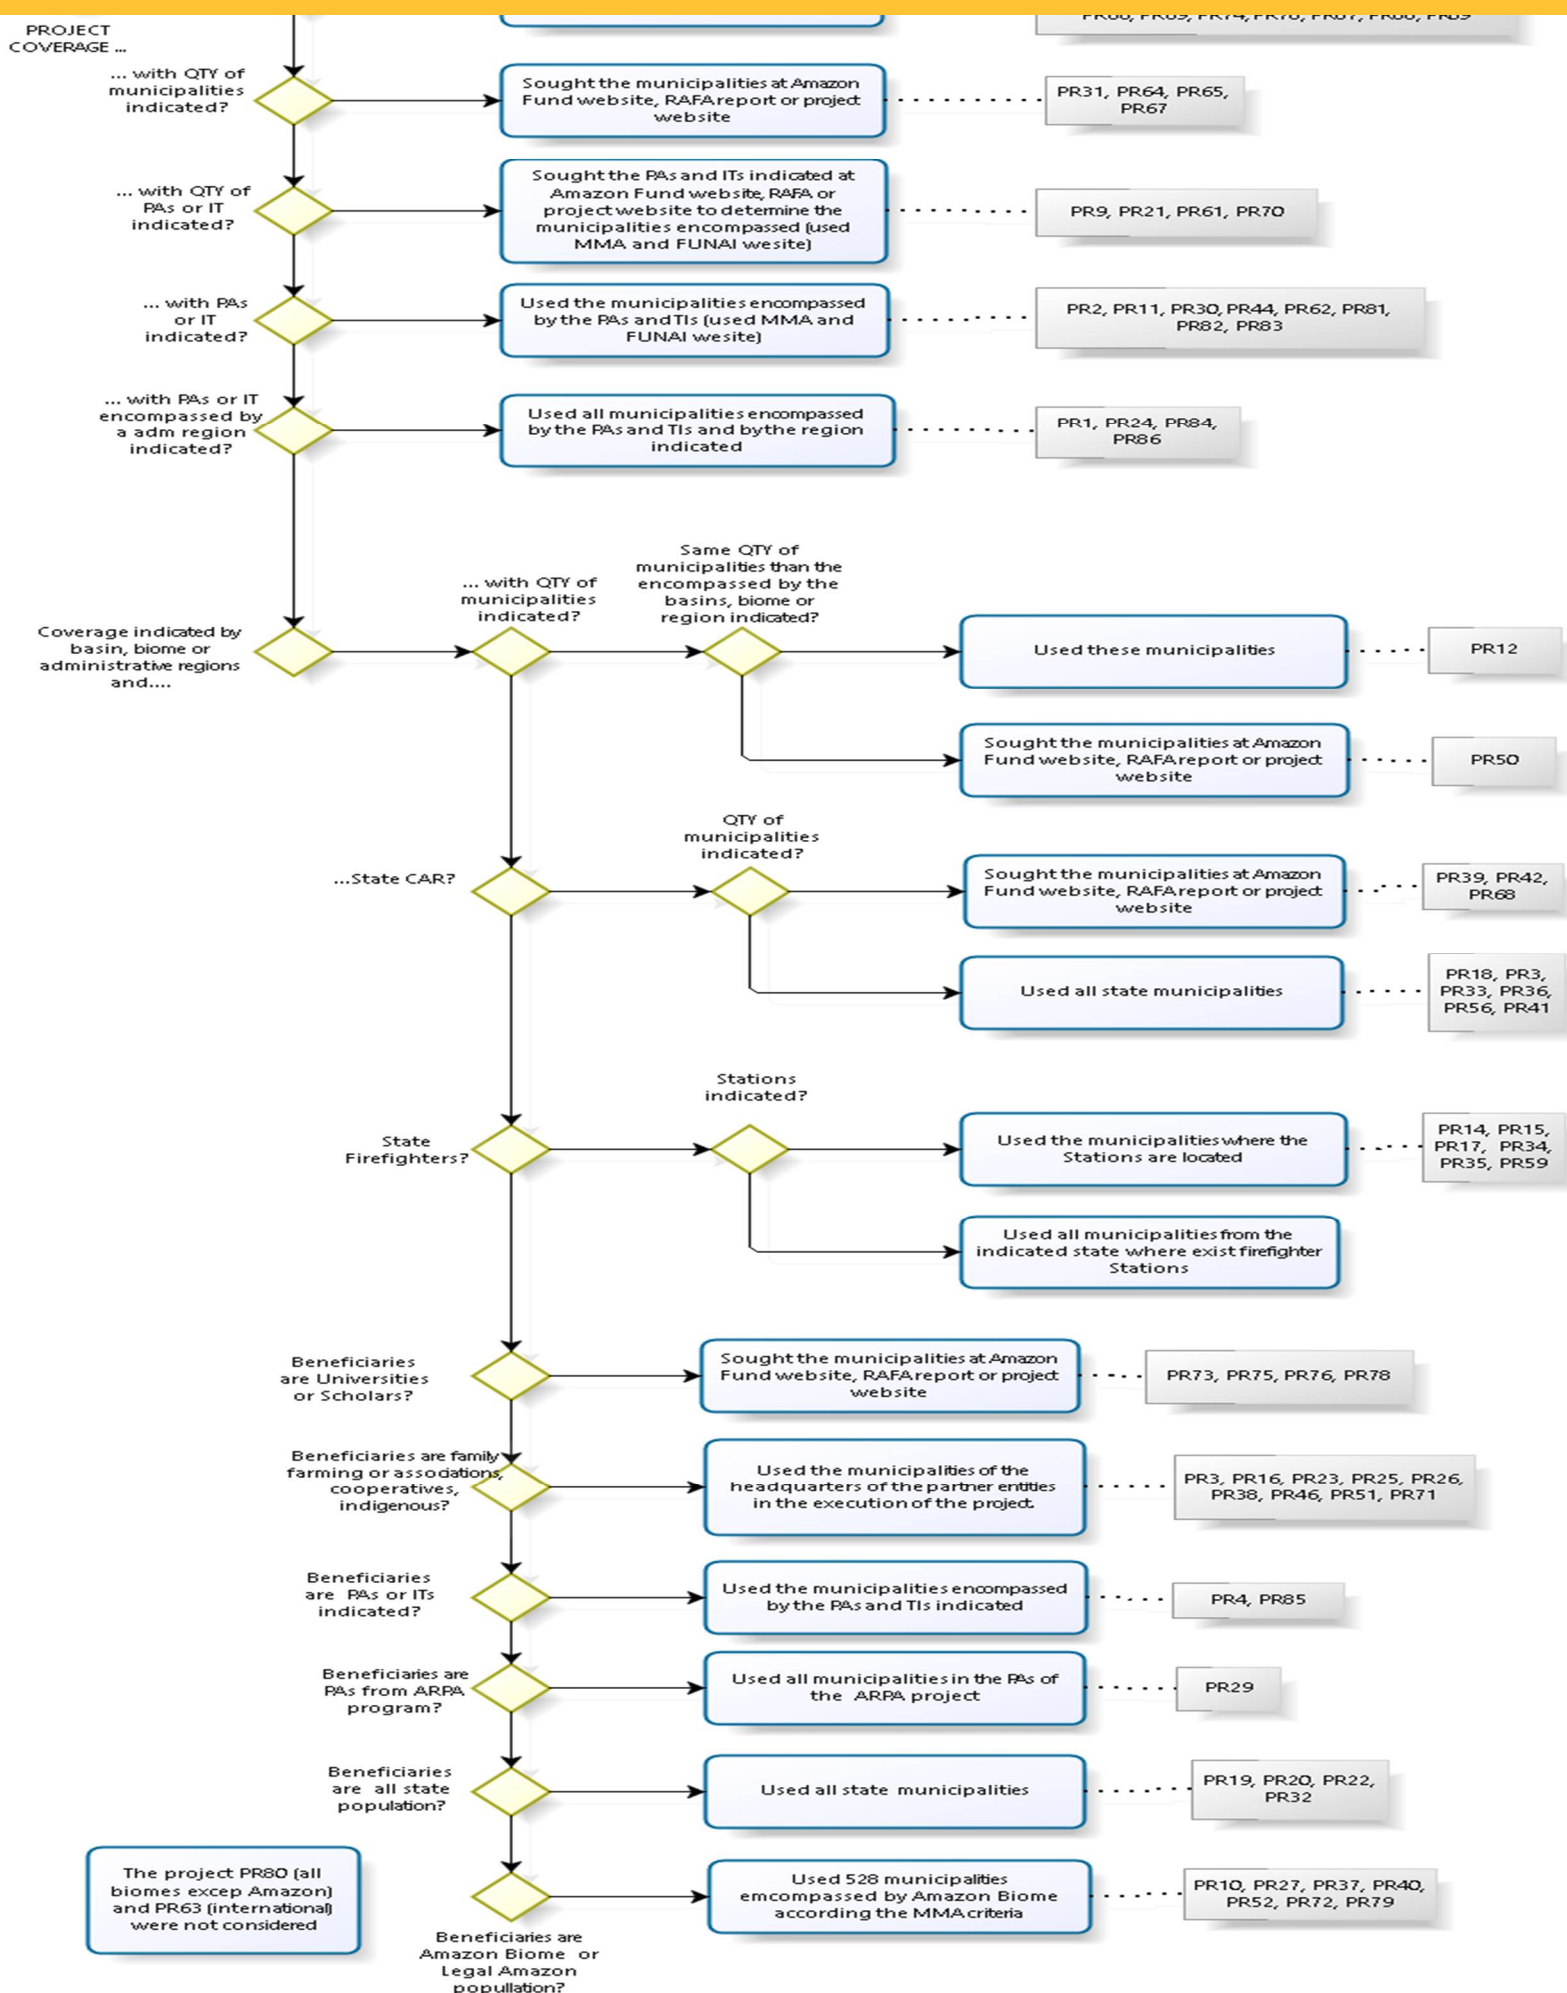 PROJECT
COVERAGE ...
... with QTY of
municipalities
indicated?
Sought the municipalities at Amazon
Fund website, RAFA report or project
website
PR31, PR64, PR65,
PR67
... with QTY of
PAs or IT
indicated?
Sought the PAs and ITs indicated at
Amazon Fund website, RAFA or
project website to determine the
municipalities encompassed (used
MMA and FUNAI wesite)
PR9, PR21, PR61, PR70
... with PAs
or IT
indicated?
Used the municipalities encompassed
by the PAs and TIs (used MMA and
FUNAI wesite)
PR2, PR11, PR30, PR44, PR62, PR81,
PR82, PR83
... with PAs or IT
encompassed by
a adm region
indicated?
Used all municipalities encompassed
by the PAs and TIs and by the region
indicated
PR1, PR24, PR84,
PR86
Coverage indicated by
basin, biome or
administrative regions
and....
... with QTY of
municipalities
indicated?
Same QTY of
municipalities than the
encompassed by the
basins, biome or
region indicated?
Used these municipalities
PR12
Sought the municipalities at Amazon
Fund website, RAFA report or project
website
PR50
...State CAR?
QTY of
municipalities
indicated?
Sought the municipalities at Amazon
Fund website, RAFA report or project
website
PR39, PR42,
PR68
Used all state municipalities
PR18, PR3,
PR33, PR36,
PR56, PR41
State
Firefighters?
Stations
indicated?
Used the municipalities where the
Stations are located
PR14, PR15,
PR17, PR34,
PR35, PR59
Used all municipalities from the
indicated state where exist firefighter
Stations
Beneficiaries
are Universities
or Scholars?
Sought the municipalities at Amazon
Fund website, RAFA report or project
website
PR73, PR75, PR76, PR78
Beneficiaries are family
farming or associations,
cooperatives,
indigenous?
Used the municipalities of the
headquarters of the partner entities
in the execution of the project.
PR3, PR16, PR23, PR25, PR26,
PR38, PR46, PR51, PR71
Beneficiaries
are PAs or ITs
indicated?
Used the municipalities encompassed
by the PAs and TIs indicated
PR4, PR85
Beneficiaries are
PAs from ARPA
program?
Used all municipalities in the PAs of
the ARPA project
PR29
Beneficiaries
are all state
population?
Used all state municipalities
PR19, PR20, PR22,
PR32
The project PR80 (all
biomes excep Amazon)
and PR63 (international)
were not considered
Used 528 municipalities
emcompassed by Amazon Biome
according the MMA criteria
PR10, PR27, PR37, PR40,
PR52, PR72, PR79
Beneficiaries are
Amazon Biome or
Legal Amazon
popullation?